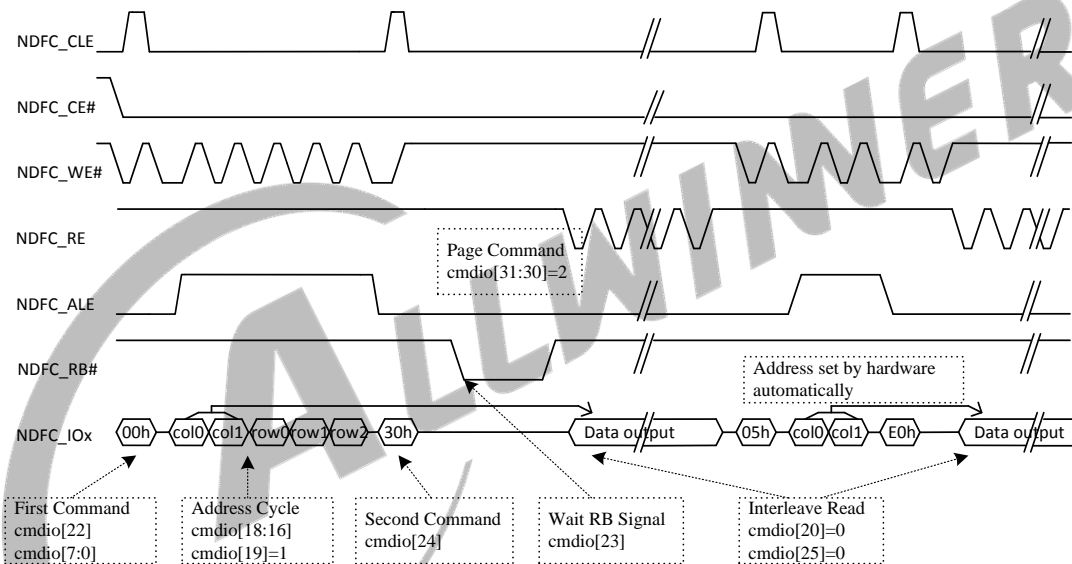 NDFC_CLE
NDFC_CE#
NDFC_WE#
NDFC_RE
Page Command
cmdio[31:30]=2
NDFC_ALE
NDFC_RB#
Address set by hardware
automatically
NDFC_IOx 00h col0 col1 row0 row1 row2 30h Data output 05h col0 col1 E0h Data output
First Command
cmdio[22]
cmdio[7:0]
Address Cycle
cmdio[18:16]
cmdio[19]=1
Second Command
cmdio[24]
Wait RB Signal
cmdio[23]
Interleave Read
cmdio[20]=0
cmdio[25]=0
ALLWINNER